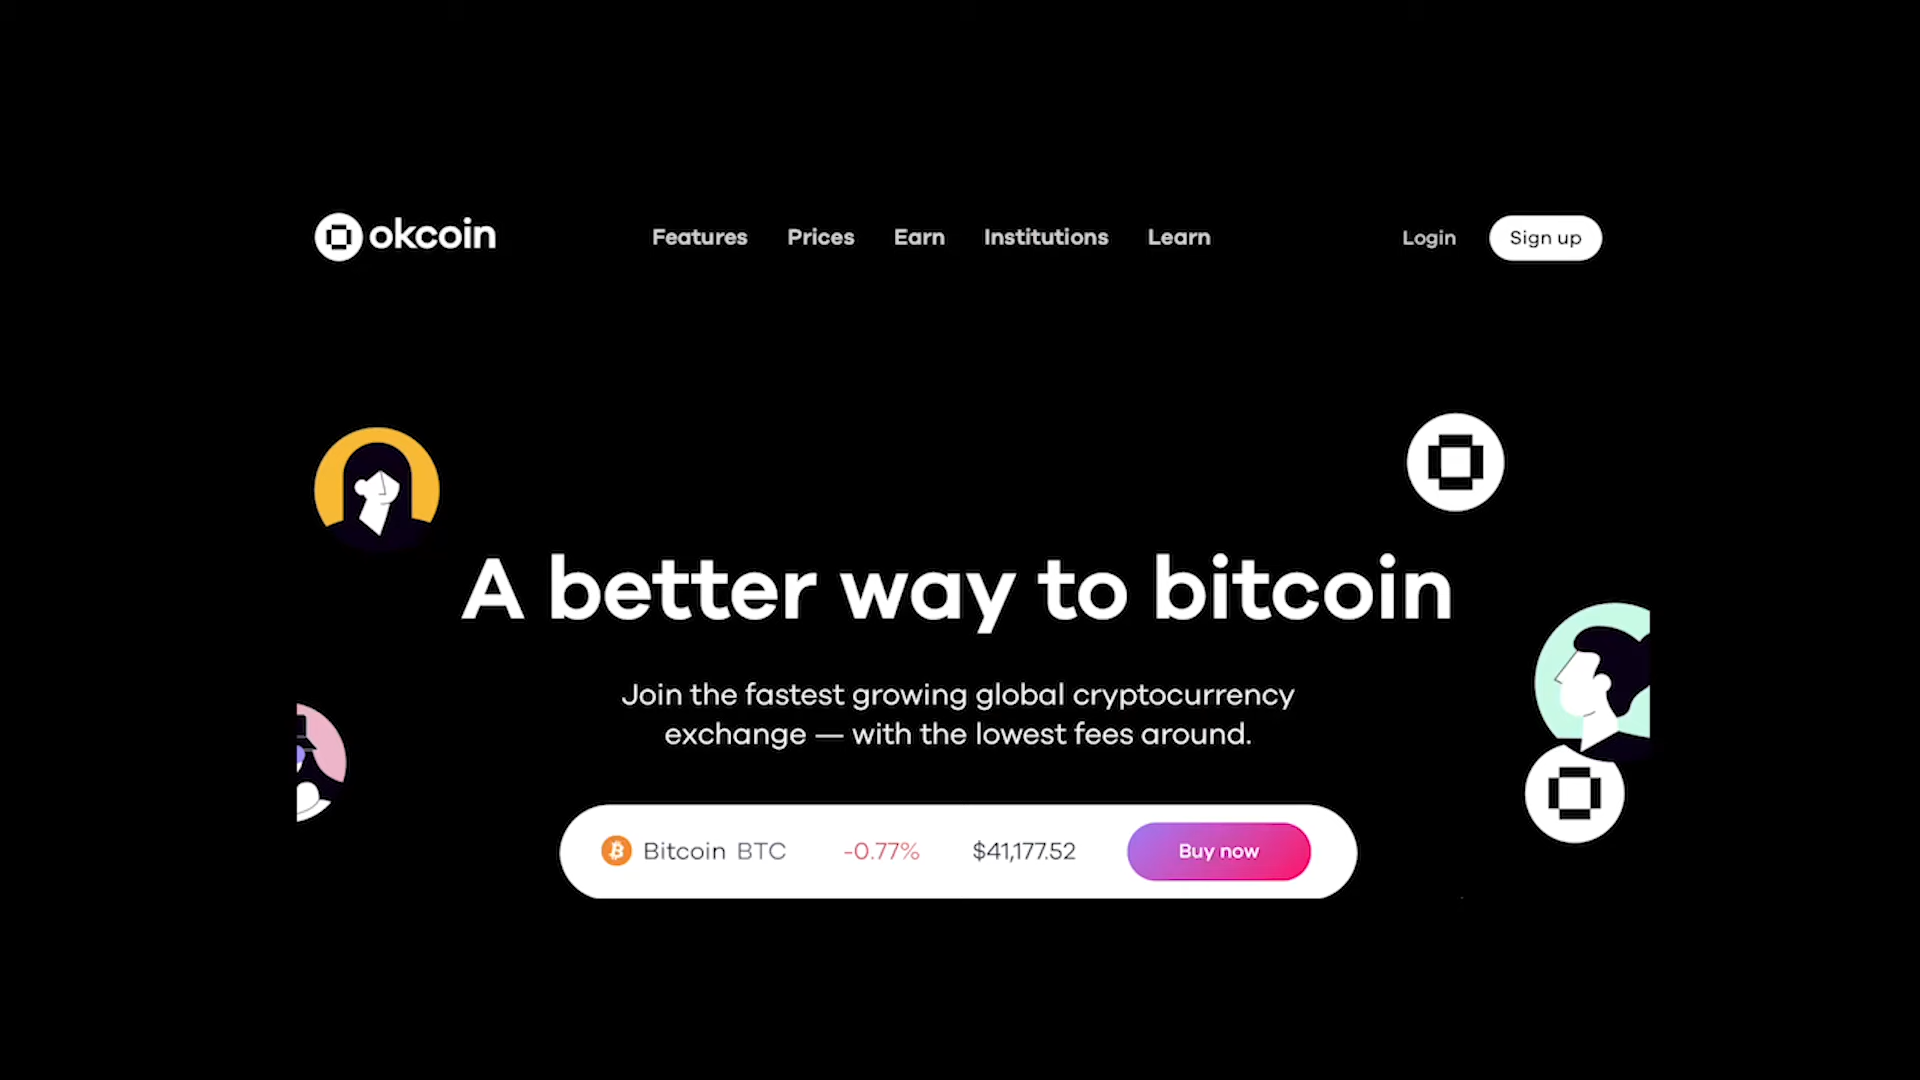 okcoin
Features Prices Earn Institutions Learn
Login Sign up
A better way to bitcoin
Join the fastest growing global cryptocurrency
exchange — with the lowest fees around.
Bitcoin BTC -0.77% $41,177.52 Buy now